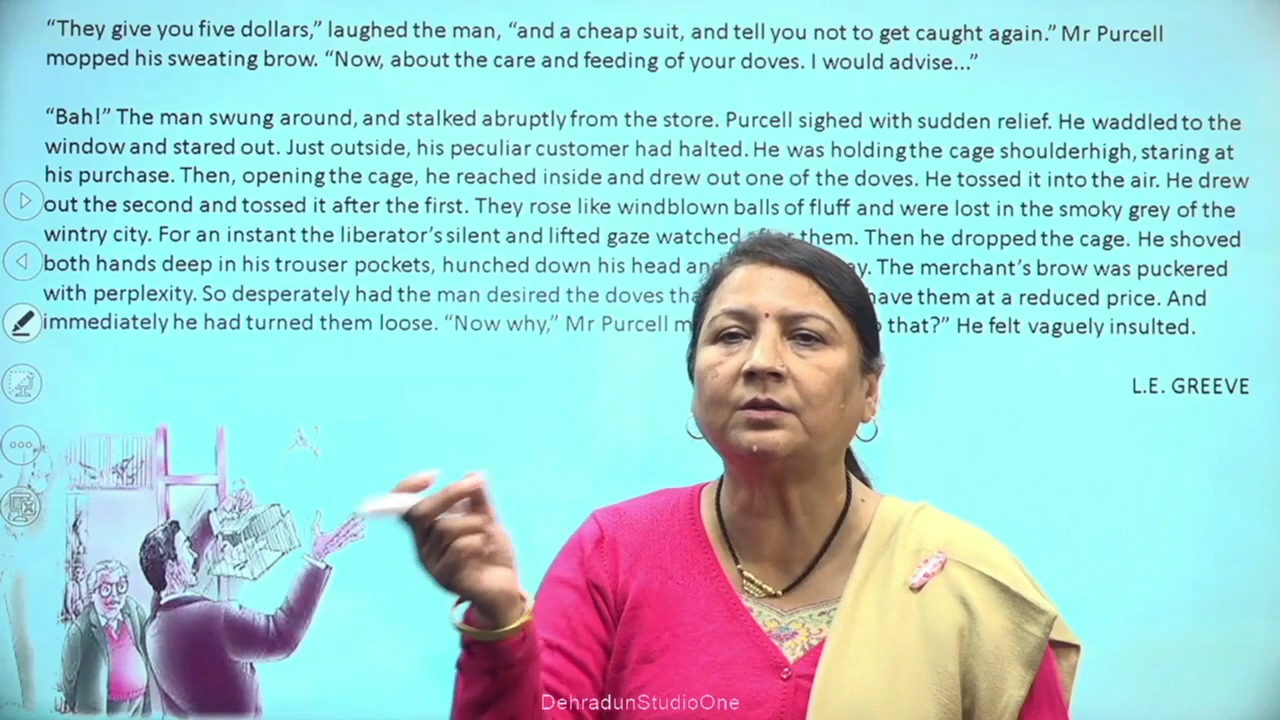 “They give you five dollars,” laughed the man, “and a cheap suit, and tell you not to get caught again.” Mr Purcell
mopped his sweating brow. “Now, about the care and feeding of your doves. I would advise...”
“Bah!” The man swung around, and stalked abruptly from the store. Purcell sighed with sudden relief. He waddled to the
window and stared out. Just outside, his peculiar customer had halted. He was holding the cage shoulderhigh, staring at
his purchase. Then, opening the cage, he reached inside and drew out one of the doves. He tossed it into the air. He drew
out the second and tossed it after the first. They rose like windblown balls of fluff and were lost in the smoky grey of the
wintry city. For an instant the liberator’s silent and lifted gaze watched them. Then he dropped the cage. He shoved
both hands deep in his trouser pockets, hunched down his head The merchant’s brow was puckered
with perplexity. So desperately had the man desired the doves have them at a reduced price. And
immediately he had turned them loose. “Now why,” Mr Purcell that?” He felt vaguely insulted.
L.E. GREEVE
DehradunStudioOne